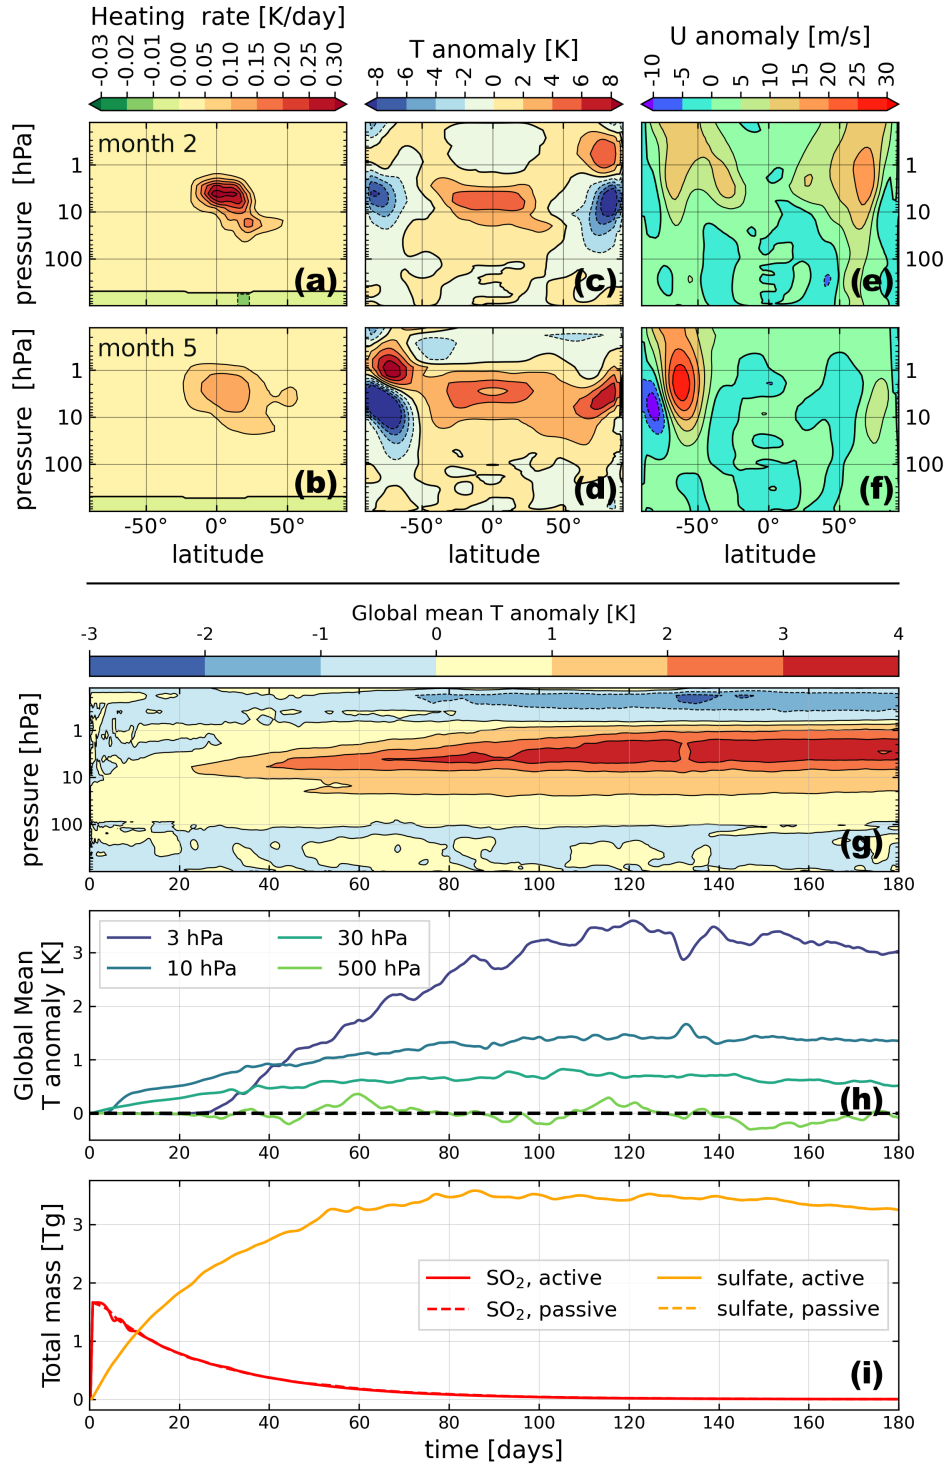 Heating rate [K/day]
-0.03 -0.02 -0.01 0.00 0.05 0.10 0.15 0.20 0.25 0.30
T anomaly [K]
-8 -6 -4 -2 0 2 4 6 8
U anomaly [m/s]
-10 -5 0 5 10 15 20 25 30
pressure [hPa]
1
10
100
month 2
(a)
(c)
(e)
1
10
100
pressure [hPa]
1
10
100
month 5
(b)
(d)
(f)
1
10
100
-50° 0° 50°
-50° 0° 50°
-50° 0° 50°
latitude
latitude
latitude
Global mean T anomaly [K]
-3 -2 -1 0 1 2 3 4
pressure [hPa]
1
10
100
(g)
0 20 40 60 80 100 120 140 160 180
Global Mean
T anomaly [K]
3
2
1
0
3 hPa
10 hPa
30 hPa
500 hPa
(h)
0 20 40 60 80 100 120 140 160 180
Total mass [Tg]
3
2
1
0
SO₂, active
SO₂, passive
sulfate, active
sulfate, passive
(i)
0 20 40 60 80 100 120 140 160 180
time [days]